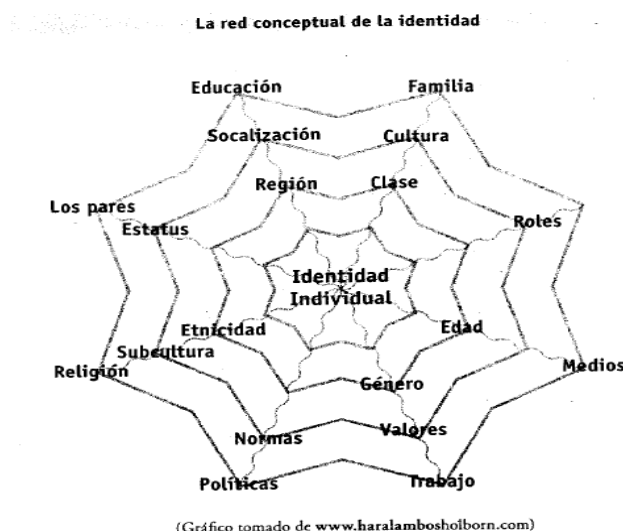 La red conceptual de la identidad
Educación
Familia
Socalización
Cultura
Región
Clase
Los pares
Estatus
Roles
Identidad
Individual
Etnicidad
Edad
Subcultura
Religión
Medios
Género
Normas
Valores
Políticas
Trabajo
(Gráfico tomado de www.haralambosholborn.com)